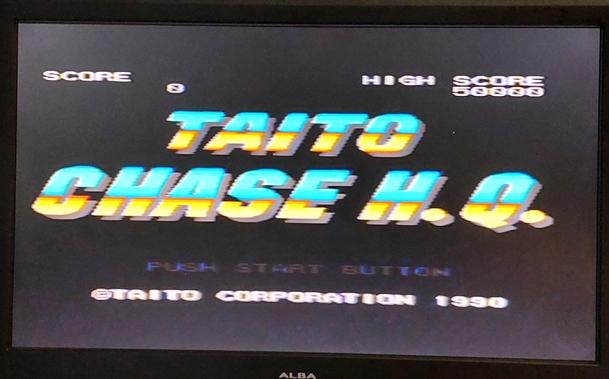 SCORE HIGH SCORE
0 50000
TAITO
CHASE H.Q.
PUSH START BUTTON
©TAITO CORPORATION 1990
ALBA